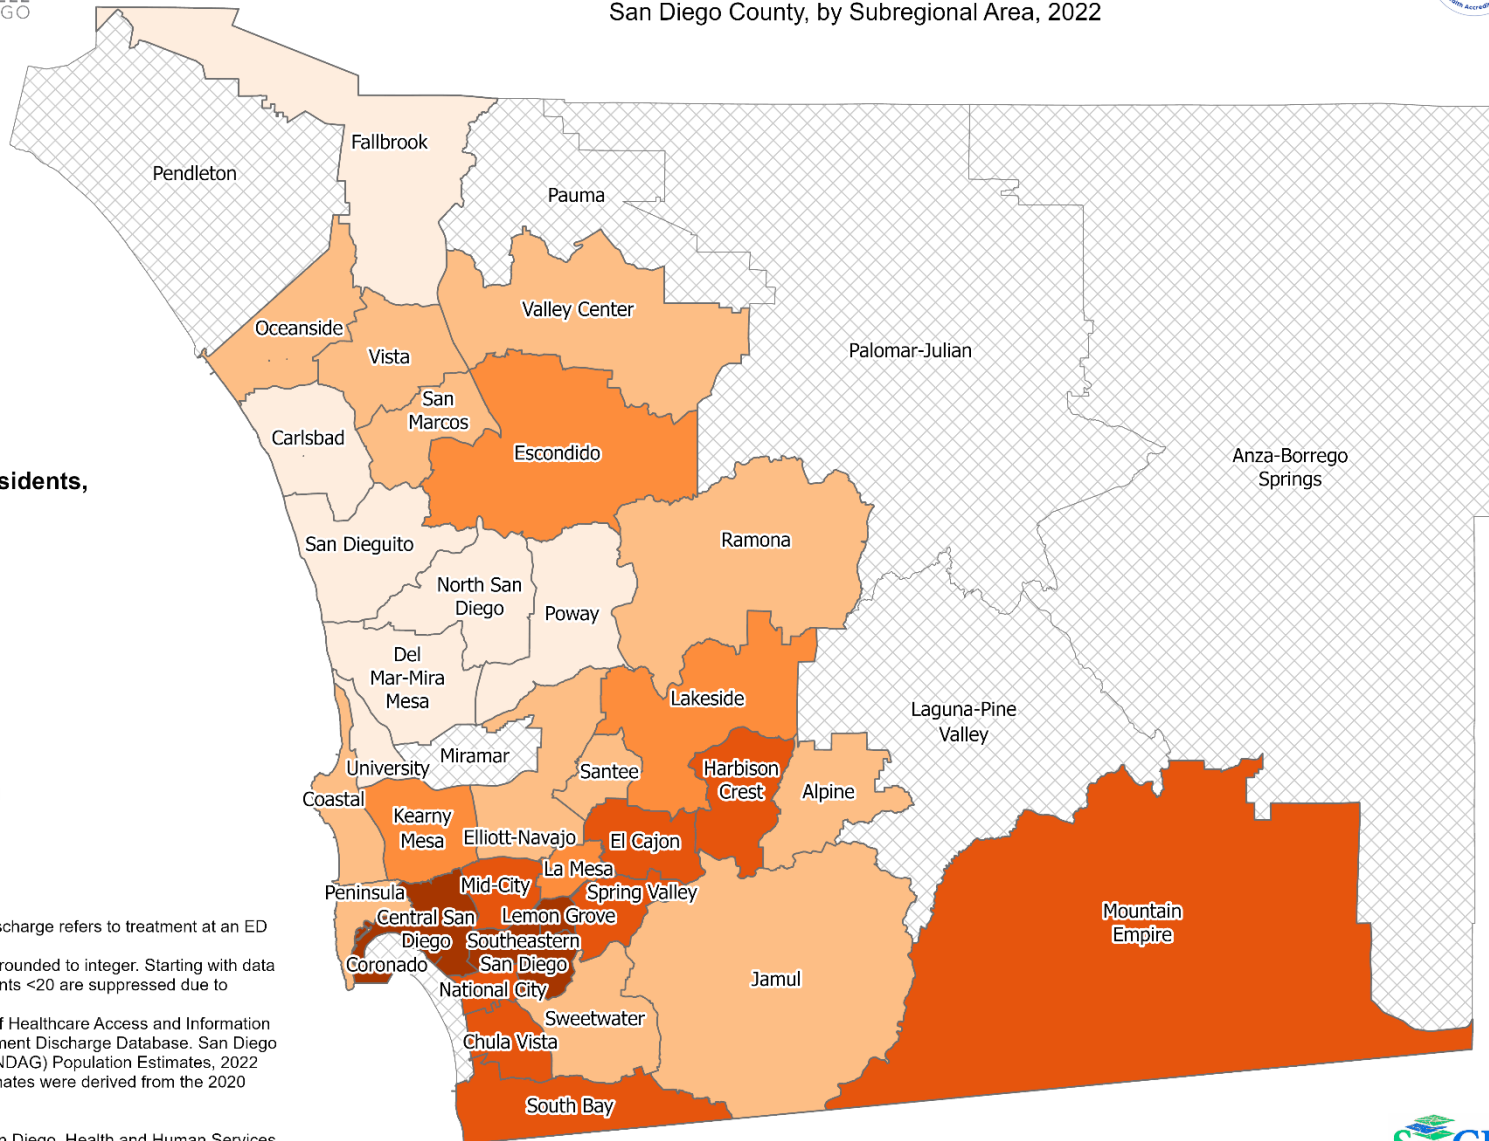 GO
San Diego County, by Subregional Area, 2022
Fallbrook
Pendleton
Pauma
Valley Center
Oceanside
Vista
Palomar-Julian
San
Marcos
Carlsbad
Escondido
Anza-Borrego
Springs
sidents,
San Dieguito
Ramona
North San
Diego
Poway
Del
Mar-Mira
Mesa
Lakeside
Laguna-Pine
Valley
Miramar
University
Santee
Harbison
Crest
Alpine
Coastal
Kearny
Mesa
Elliott-Navajo
El Cajon
La Mesa
Mid-City
Peninsula
Spring Valley
Central San
Diego
Lemon Grove
Southeastern
San Diego
Coronado
National City
Mountain
Empire
Jamul
Sweetwater
Chula Vista
South Bay
scharge refers to treatment at an ED
rounded to integer. Starting with data
nts <20 are suppressed due to
f Healthcare Access and Information
ment Discharge Database. San Diego
NDAG) Population Estimates, 2022
mates were derived from the 2020
n Diego, Health and Human Services